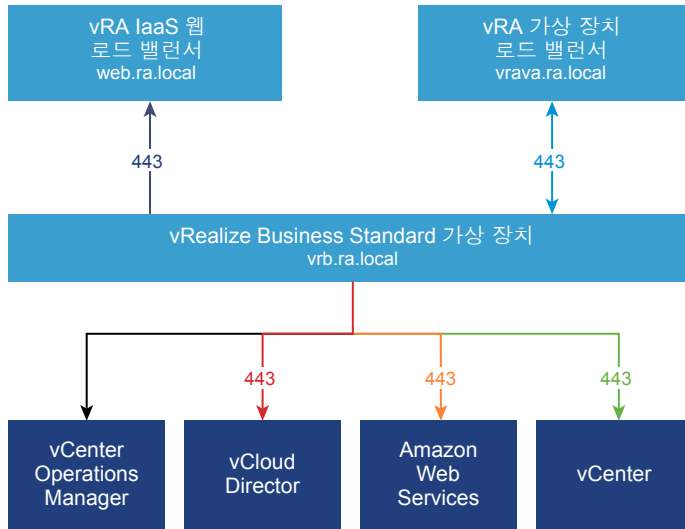 vRA IaaS 웹
로드 밸런서
web.ra.local
vRA 가상 장치
로드 밸런서
vrava.ra.local
443
443
vRealize Business Standard 가상 장치
vrb.ra.local
443
443
443
vCenter
Operations
Manager
vCloud
Director
Amazon
Web
Services
vCenter